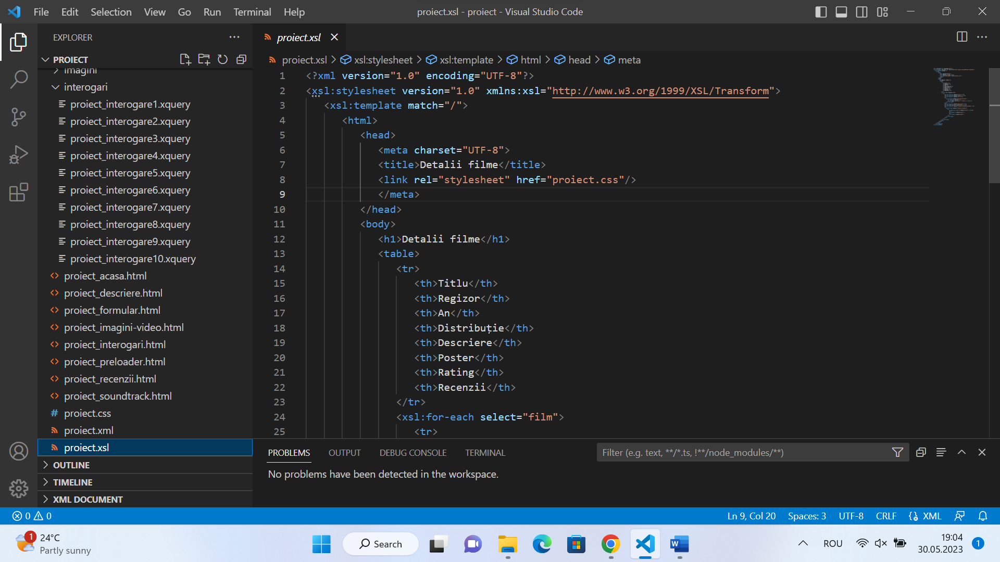 File Edit Selection View Go Run Terminal Help
proiect.xsl - proiect - Visual Studio Code
EXPLORER
PROIECT
imagini
interogari
proiect_interogare1.xquery
proiect_interogare2.xquery
proiect_interogare3.xquery
proiect_interogare4.xquery
proiect_interogare5.xquery
proiect_interogare6.xquery
proiect_interogare7.xquery
proiect_interogare8.xquery
proiect_interogare9.xquery
proiect_interogare10.xquery
proiect_acasa.html
proiect_descriere.html
proiect_formular.html
proiect_imagini-video.html
proiect_interogari.html
proiect_preloader.html
proiect_recenzii.html
proiect_soundtrack.html
# proiect.css
proiect.xml
proiect.xsl
OUTLINE
TIMELINE
XML DOCUMENT
proiect.xsl
proiect.xsl > xsl:stylesheet > xsl:template > html > head > meta
1 <?xml version="1.0" encoding="UTF-8"?>
2 <xsl:stylesheet version="1.0" xmlns:xsl="http://www.w3.org/1999/XSL/Transform">
3 <xsl:template match="/">
4 <html>
5 <head>
6 <meta charset="UTF-8">
7 <title>Detalii filme</title>
8 <link rel="stylesheet" href="proiect.css"/>
9 </meta>
10 </head>
11 <body>
12 <h1>Detalii filme</h1>
13 <table>
14 <tr>
15 <th>Titlu</th>
16 <th>Regizor</th>
17 <th>An</th>
18 <th>Distribuție</th>
19 <th>Descriere</th>
20 <th>Poster</th>
21 <th>Rating</th>
22 <th>Recenzii</th>
23 </tr>
24 <xsl:for-each select="film">
25 <tr>
PROBLEMS OUTPUT DEBUG CONSOLE TERMINAL
Filter (e.g. text, **/*.ts, !**/node_modules/**)
No problems have been detected in the workspace.
0 0
Ln 9, Col 20 Spaces: 3 UTF-8 CRLF XML
1
24°C
Partly sunny
Search
ROU
19:04
30.05.2023
1